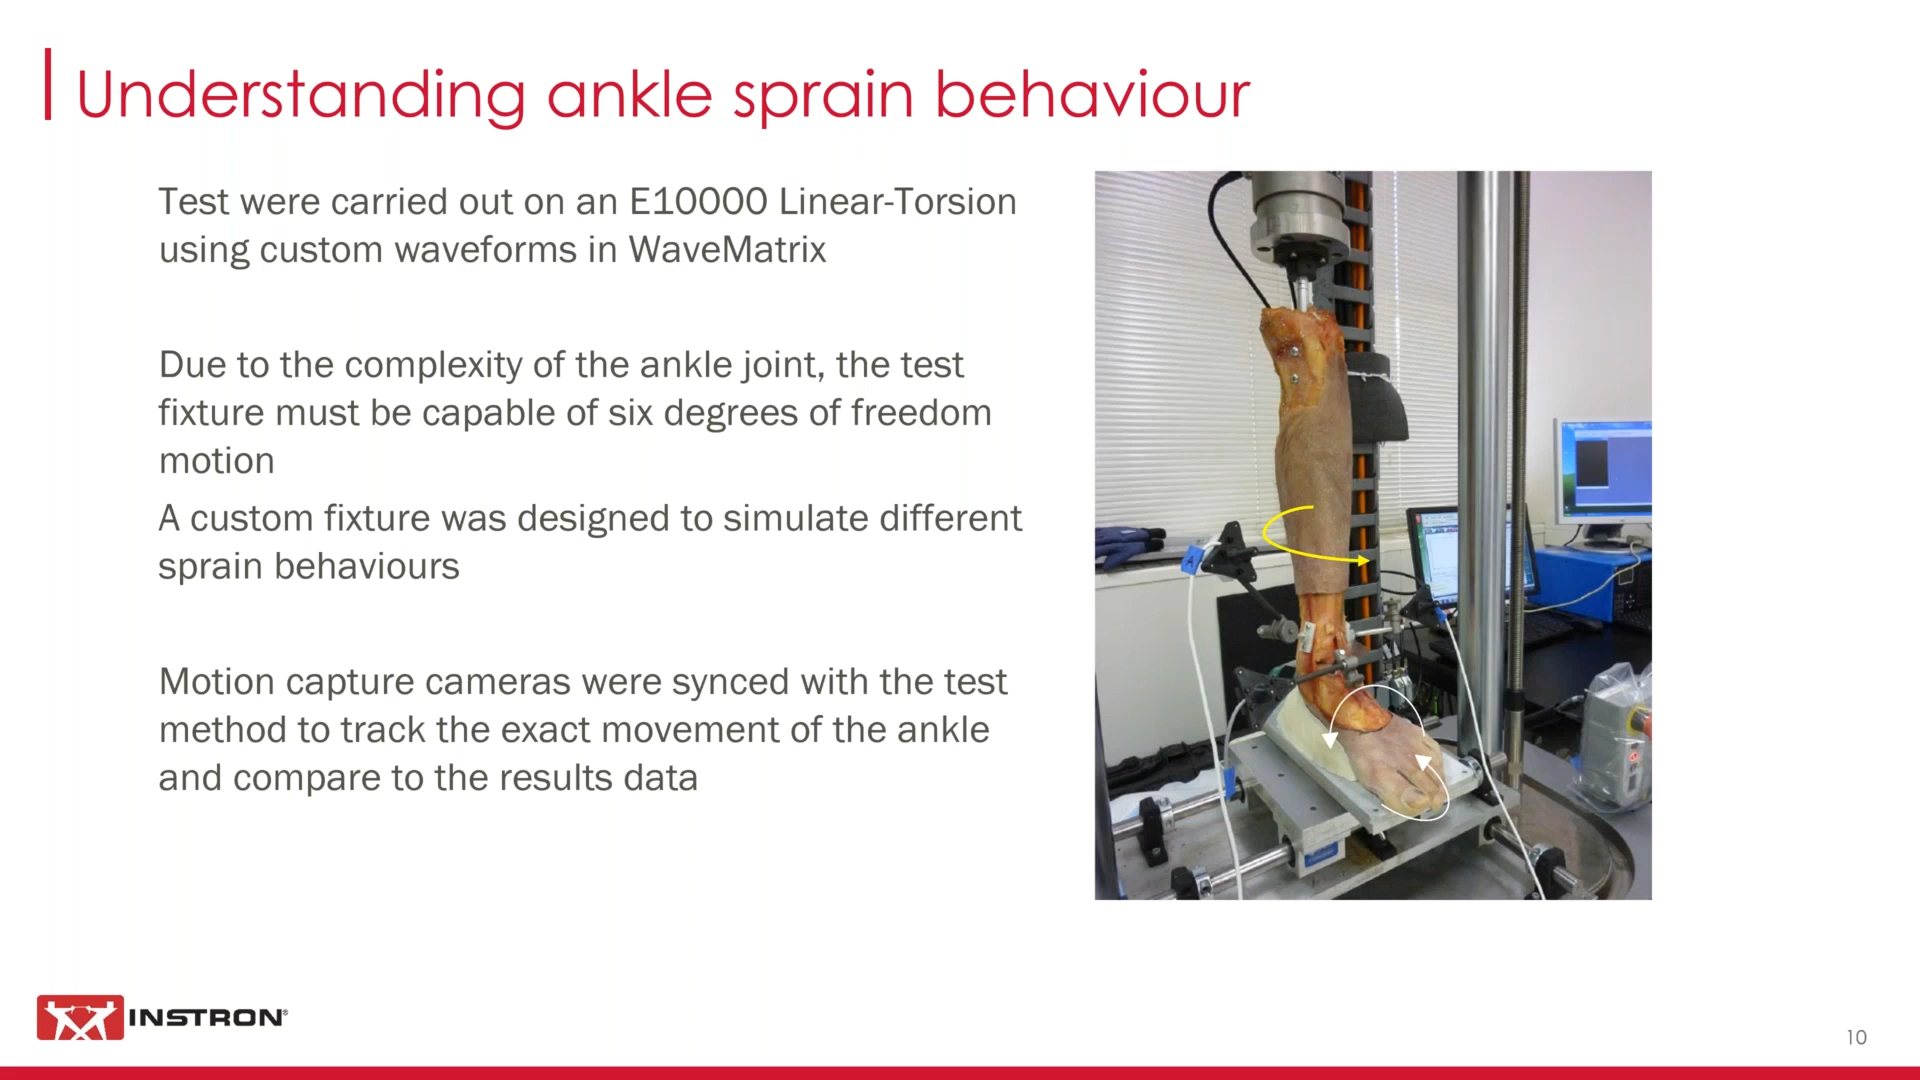 Understanding ankle sprain behaviour
Test were carried out on an E10000 Linear-Torsion
using custom waveforms in WaveMatrix
Due to the complexity of the ankle joint, the test
fixture must be capable of six degrees of freedom
motion
A custom fixture was designed to simulate different
sprain behaviours
Motion capture cameras were synced with the test
method to track the exact movement of the ankle
and compare to the results data
A
INSTRON®
10